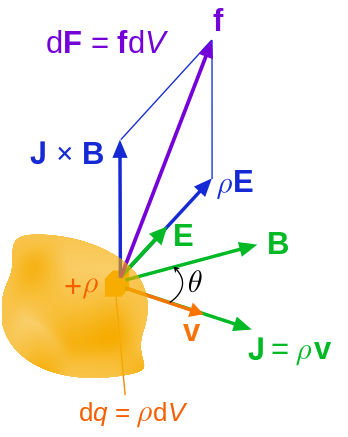 f
dF = fdV
J × B
ρE
E
B
+ρ
θ
v
J = ρv
dq = ρdV